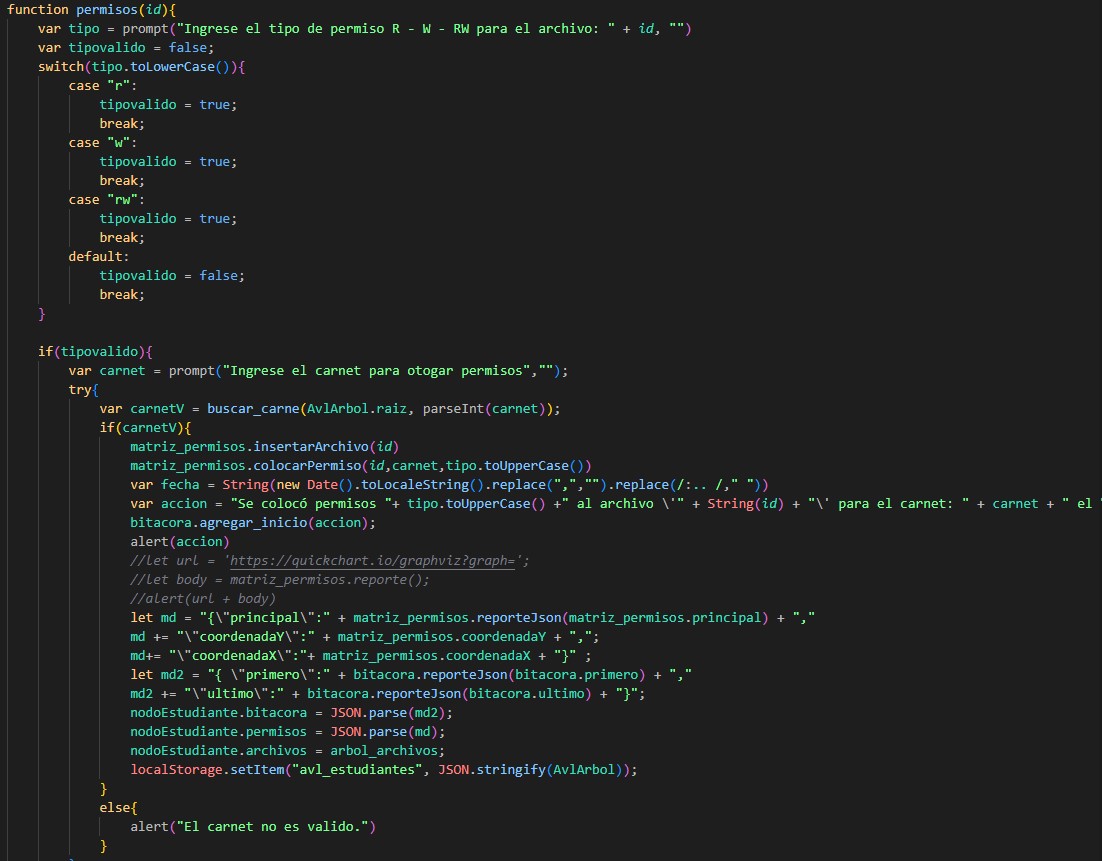 function permisos(id){
    var tipo = prompt("Ingrese el tipo de permiso R - W - RW para el archivo: " + id, "")
    var tipovalido = false;
    switch(tipo.toLowerCase()){
        case "r":
            tipovalido = true;
            break;
        case "w":
            tipovalido = true;
            break;
        case "rw":
            tipovalido = true;
            break;
        default:
            tipovalido = false;
            break;
    }

    if(tipovalido){
        var carnet = prompt("Ingrese el carnet para otogar permisos","");
        try{
            var carnetV = buscar_carne(AvlArbol.raiz, parseInt(carnet));
            if(carnetV){
                matriz_permisos.insertarArchivo(id)
                matriz_permisos.colocarPermiso(id,carnet,tipo.toUpperCase())
                var fecha = String(new Date().toLocaleString().replace(",","").replace(/:.. /," "))
                var accion = "Se colocó permisos "+ tipo.toUpperCase() +" al archivo \'" + String(id) + "\' para el carnet: " + carnet + " el "
                bitacora.agregar_inicio(accion);
                alert(accion)
                //let url = 'https://quickchart.io/graphviz?graph=';
                //let body = matriz_permisos.reporte();
                //alert(url + body)
                let md = "{\"principal\":" + matriz_permisos.reporteJson(matriz_permisos.principal) + ","
                md += "\"coordenadaY\":" + matriz_permisos.coordenadaY + ",";
                md+= "\"coordenadaX\":"+ matriz_permisos.coordenadaX + "}" ;
                let md2 = "{ \"primero\":" + bitacora.reporteJson(bitacora.primero) + ","
                md2 += "\"ultimo\":" + bitacora.reporteJson(bitacora.ultimo) + "}";
                nodoEstudiante.bitacora = JSON.parse(md2);
                nodoEstudiante.permisos = JSON.parse(md);
                nodoEstudiante.archivos = arbol_archivos;
                localStorage.setItem("avl_estudiantes", JSON.stringify(AvlArbol));
            }
            else{
                alert("El carnet no es valido.")
            }